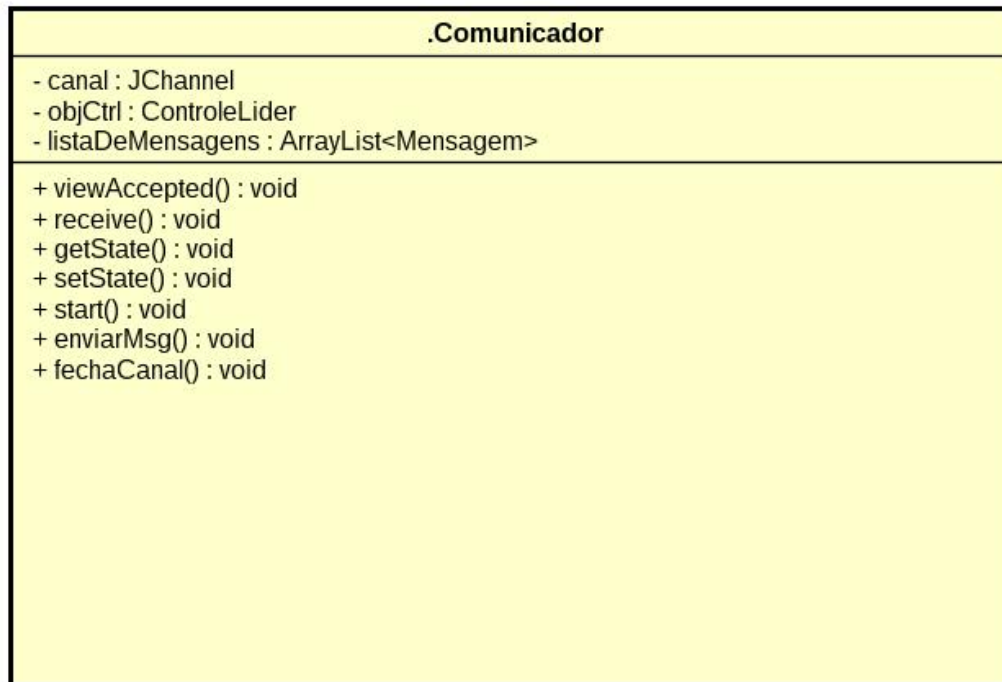 .Comunicador
- canal : JChannel
- objCtrl : ControleLider
- listaDeMensagens : ArrayList<Mensagem>
+ viewAccepted() : void
+ receive() : void
+ getState() : void
+ setState() : void
+ start() : void
+ enviarMsg() : void
+ fechaCanal() : void